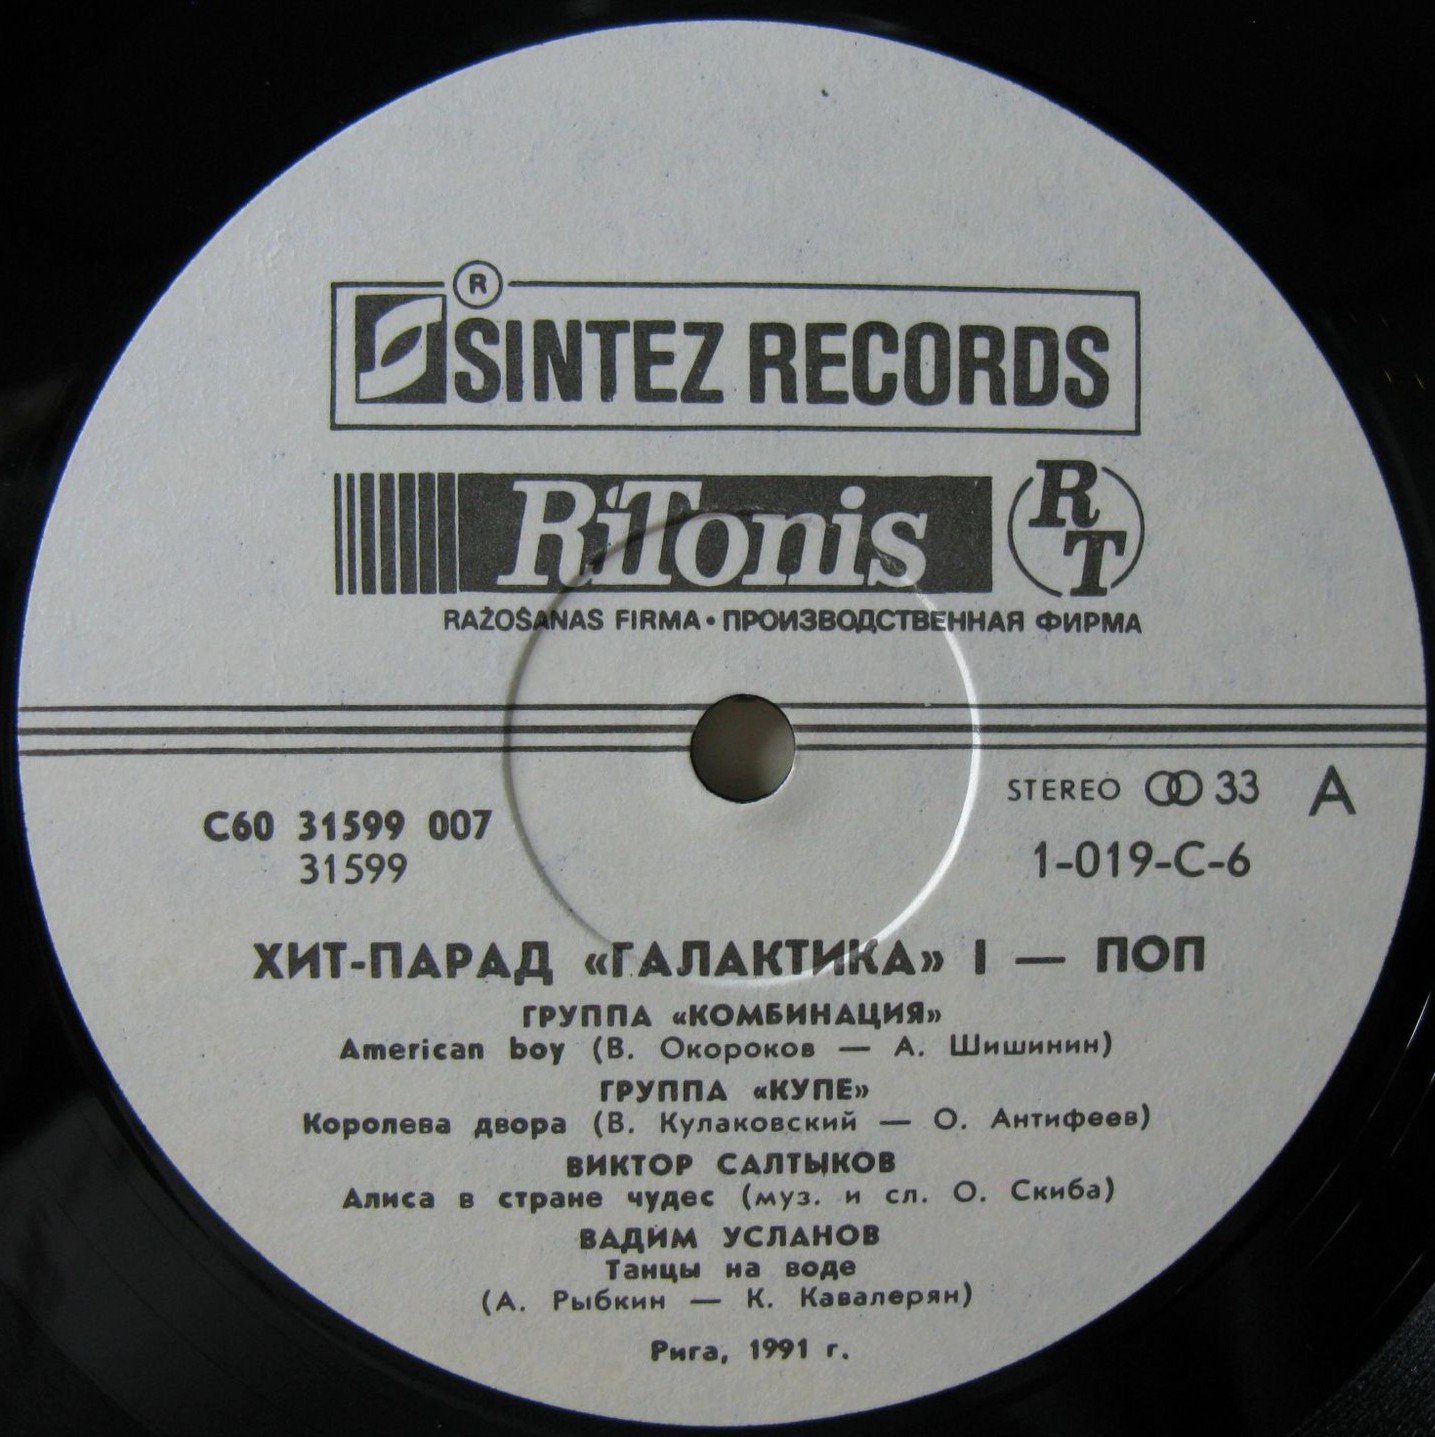 ®
SINTEZ RECORDS
RiTonis RT
RAŽOŠANAS FIRMA • ПРОИЗВОДСТВЕННАЯ ФИРМА
STEREO 33 A
С60 31599 007
31599
1-019-С-6
ХИТ-ПАРАД «ГАЛАКТИКА» I — ПОП
ГРУППА «КОМБИНАЦИЯ»
American boy (В. Окороков — А. Шишинин)
ГРУППА «КУПЕ»
Королева двора (В. Кулаковский — О. Антифеев)
ВИКТОР САЛТЫКОВ
Алиса в стране чудес (муз. и сл. О. Скиба)
ВАДИМ УСЛАНОВ
Танцы на воде
(А. Рыбкин — К. Кавалерян)
Рига, 1991 г.